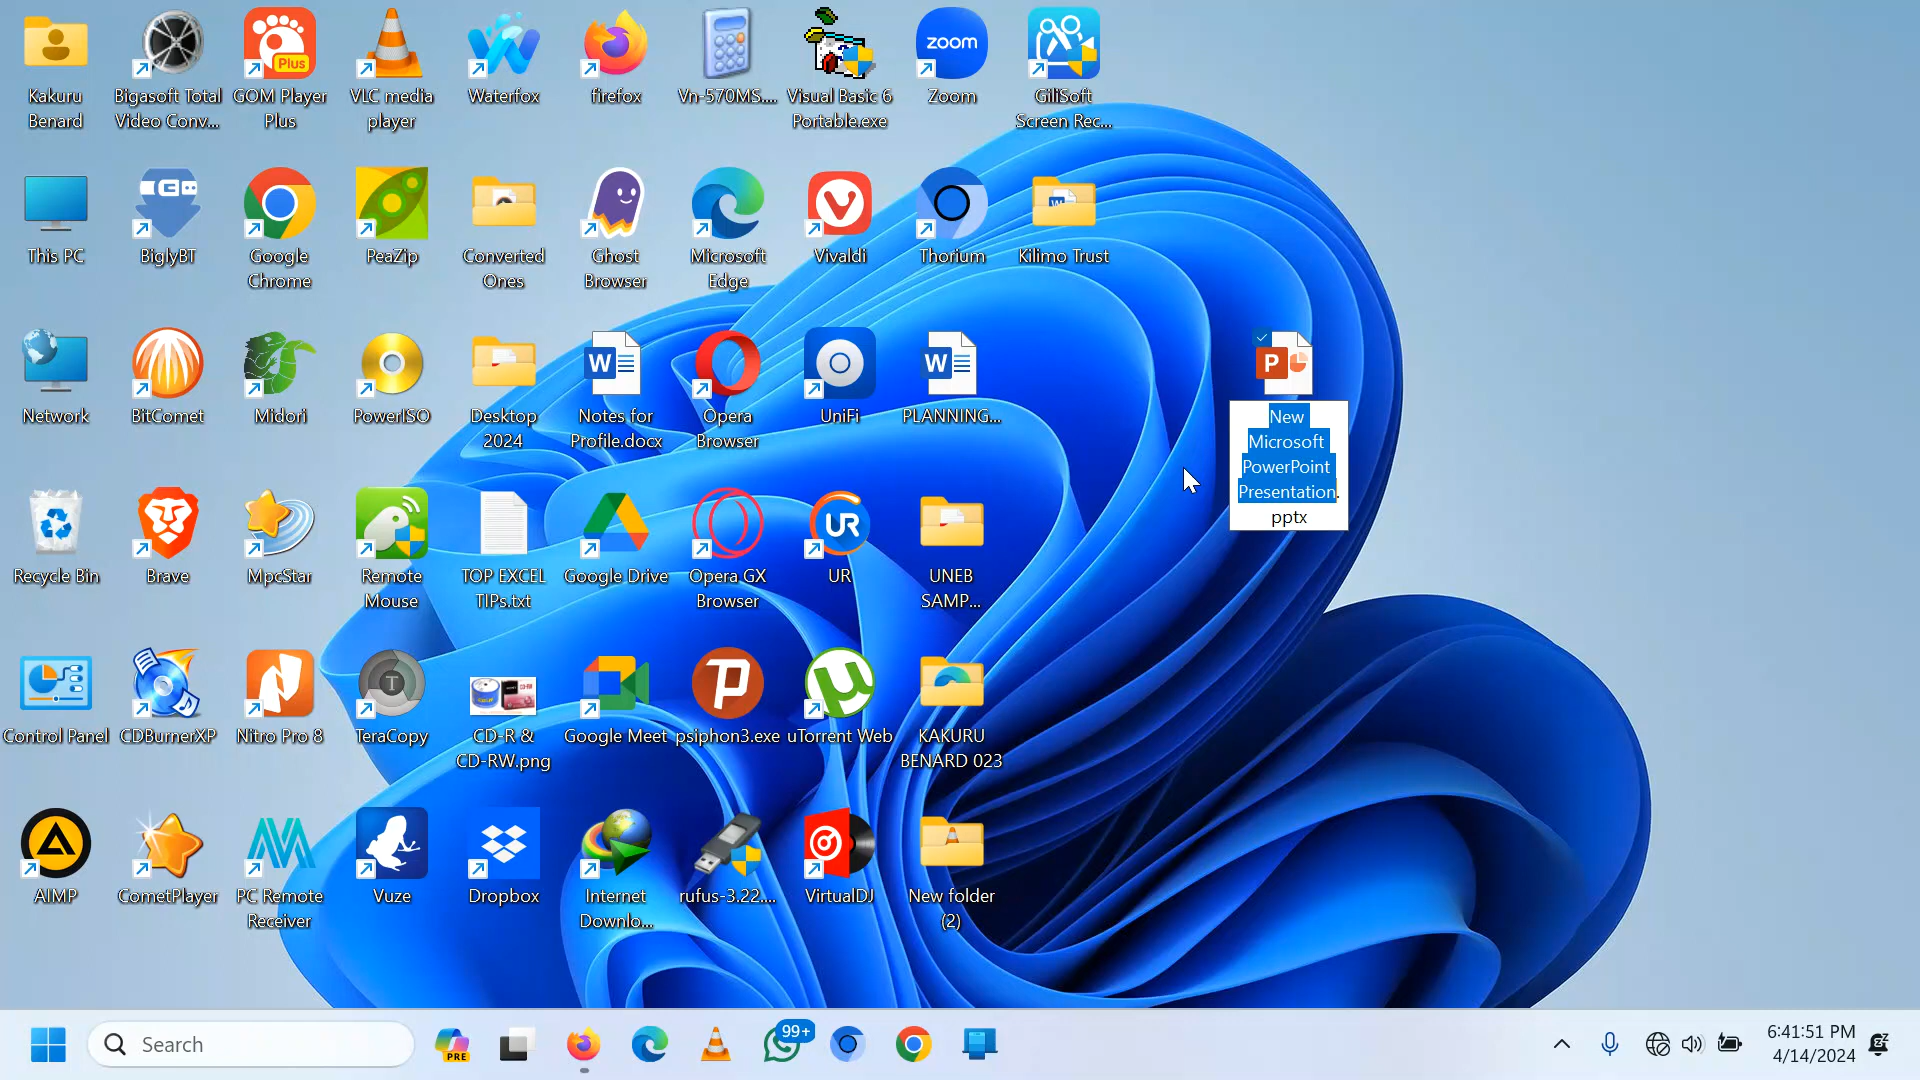 Kakuru
Benard
Bigasoft Total
Video Conv...
Plus
GOM Player
Plus
VLC media
player
Waterfox
firefox
Vn-570MS....
Visual Basic 6
Portable.exe
zoom
Zoom
GiliSoft
Screen Rec...
This PC
BiglyBT
Google
Chrome
PeaZip
Converted
Ones
Ghost
Browser
Microsoft
Edge
Vivaldi
Thorium
W
Kilimo Trust
Network
BitComet
Midori
PowerISO
Desktop
2024
W
Notes for
Profile.docx
Opera
Browser
UniFi
W
PLANNING...
P
New
Microsoft
PowerPoint
Presentation.
pptx
Recycle Bin
Brave
MpcStar
Remote
Mouse
TOP EXCEL
TIPs.txt
Google Drive
Opera GX
Browser
UR
UR
UNEB
SAMP...
Control Panel
CDBurnerXP
Nitro Pro 8
T
TeraCopy
CD-R &
CD-RW.png
Google Meet
P
psiphon3.exe
µ
uTorrent Web
KAKURU
BENARD 023
AIMP
CometPlayer
PC Remote
Receiver
Vuze
Dropbox
Internet
Downlo...
rufus-3.22....
VirtualDJ
New folder
(2)
Search
PRE
99+
6:41:51 PM
4/14/2024